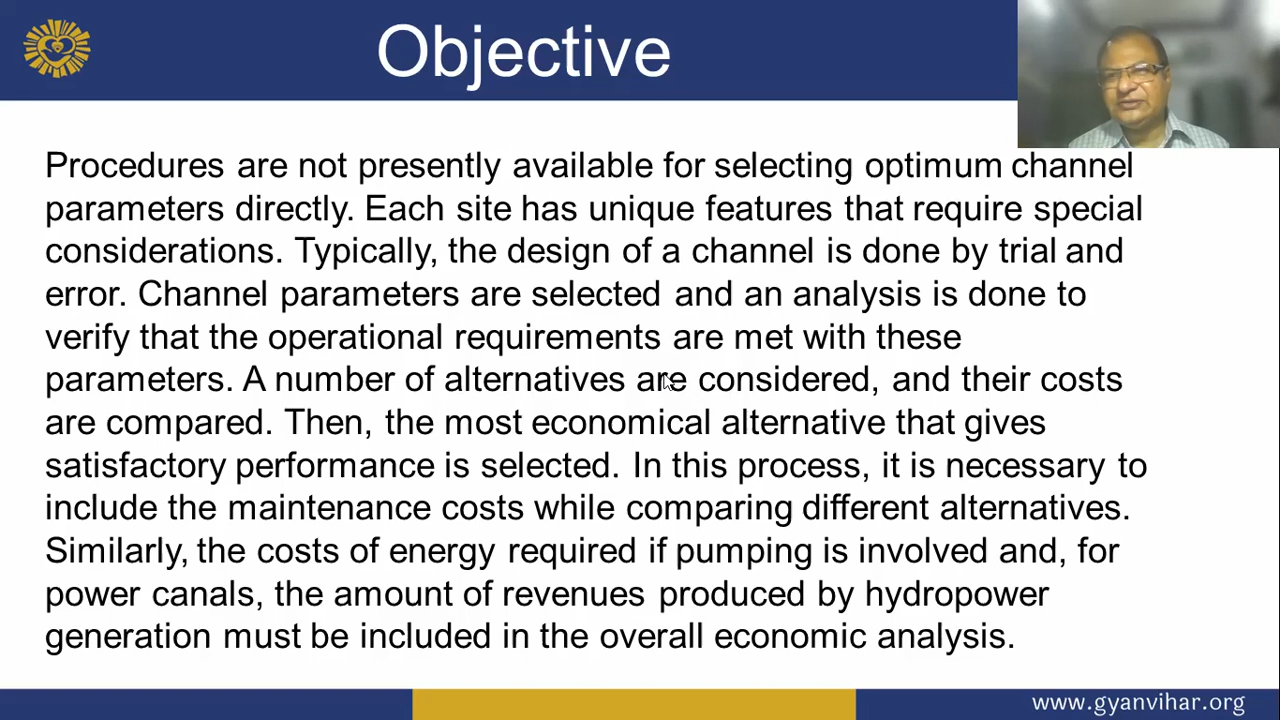 Objective
Procedures are not presently available for selecting optimum channel
parameters directly. Each site has unique features that require special
considerations. Typically, the design of a channel is done by trial and
error. Channel parameters are selected and an analysis is done to
verify that the operational requirements are met with these
parameters. A number of alternatives are considered, and their costs
are compared. Then, the most economical alternative that gives
satisfactory performance is selected. In this process, it is necessary to
include the maintenance costs while comparing different alternatives.
Similarly, the costs of energy required if pumping is involved and, for
power canals, the amount of revenues produced by hydropower
generation must be included in the overall economic analysis.
www.gyanvihar.org